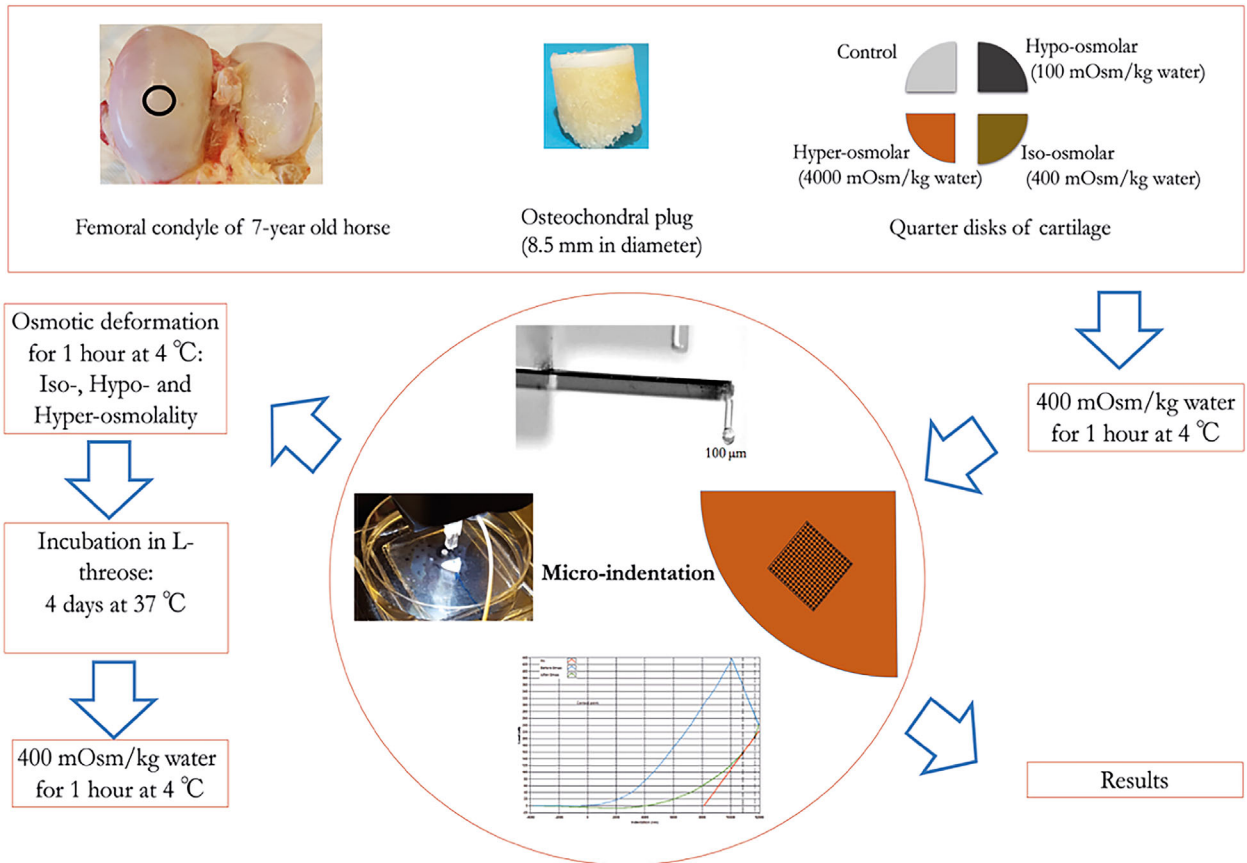 Control
Hypo-osmolar
(100 mOsm/kg water)
Hyper-osmolar
(4000 mOsm/kg water)
Iso-osmolar
(400 mOsm/kg water)
Femoral condyle of 7-year old horse
Osteochondral plug
(8.5 mm in diameter)
Quarter disks of cartilage
Osmotic deformation
for 1 hour at 4 ℃:
Iso-, Hypo- and
Hyper-osmolality
400 mOsm/kg water
for 1 hour at 4 ℃
100 µm
Incubation in L-
threose:
4 days at 37 ℃
Micro-indentation
400 mOsm/kg water
for 1 hour at 4 ℃
Contact point
Results